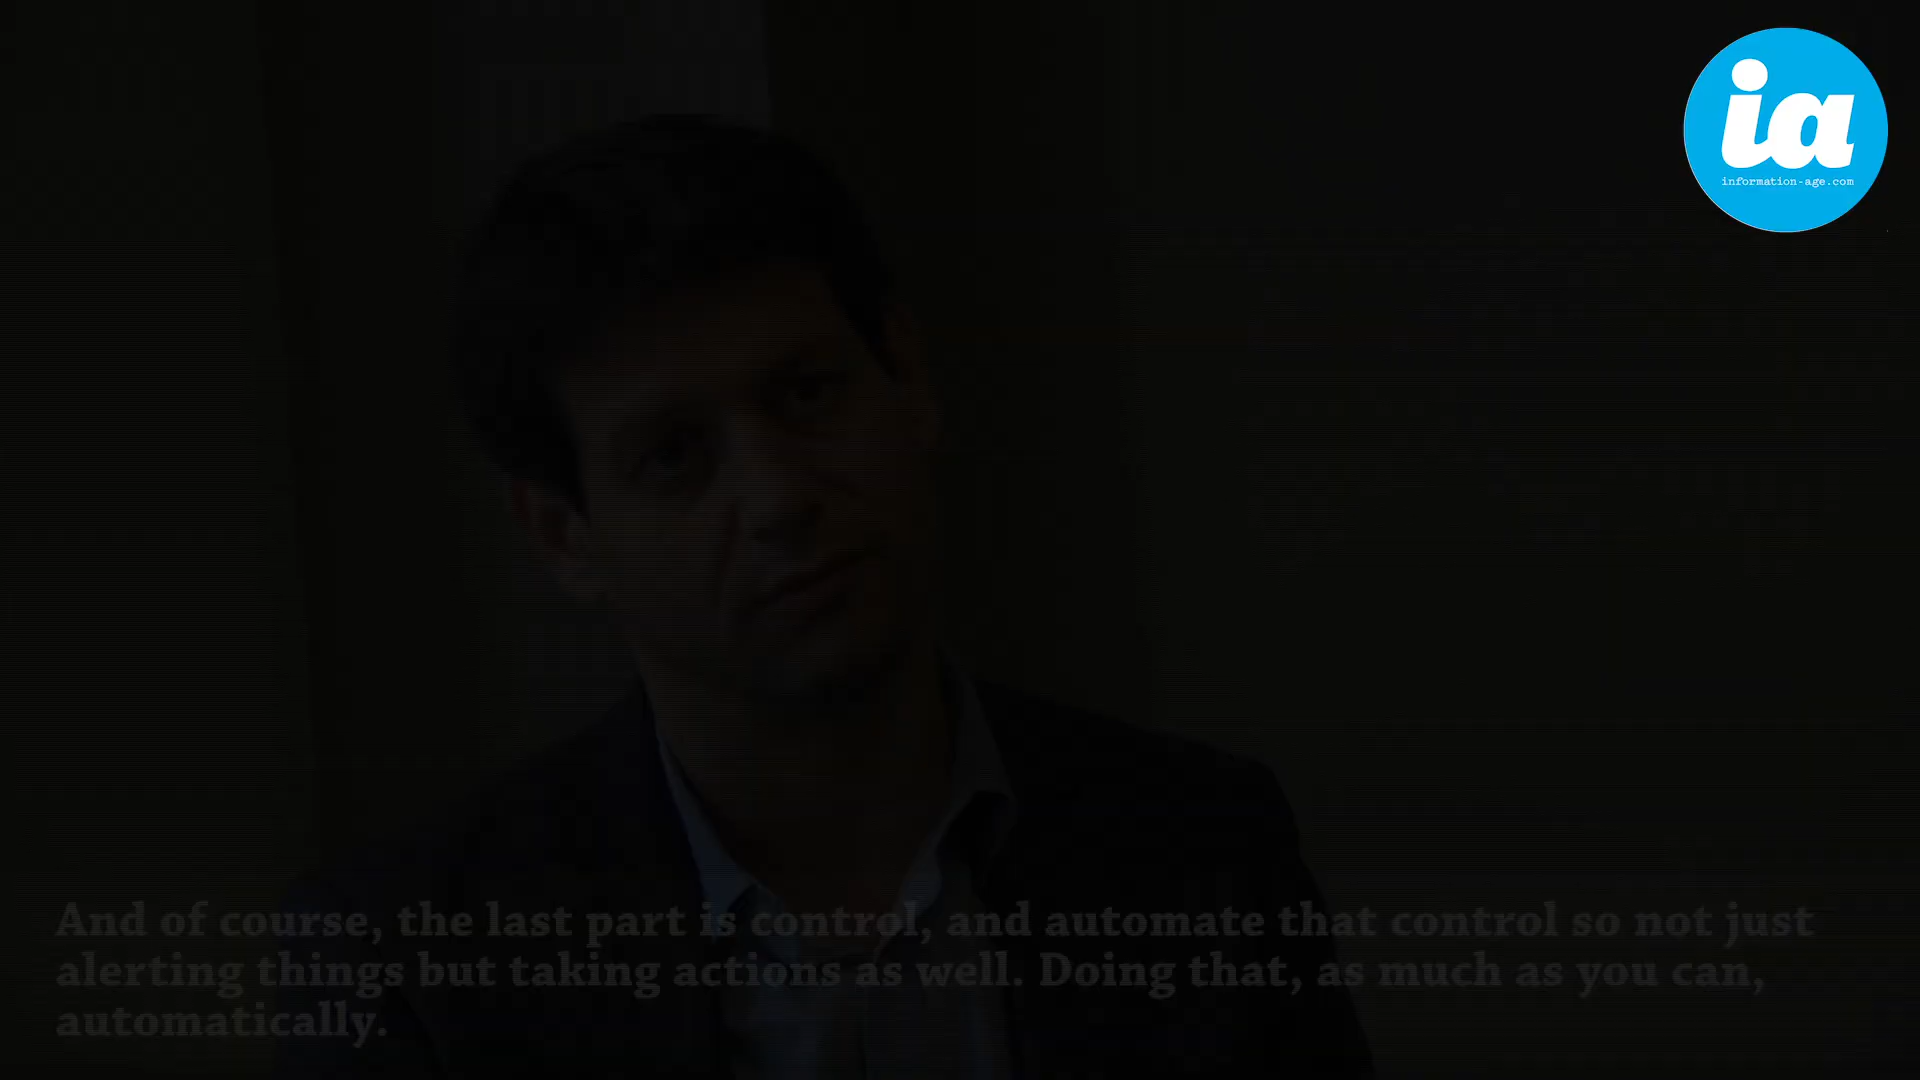 ia
information-age.com
And of course, the last part is control, and automate that control so not just
alerting things but taking actions as well. Doing that, as much as you can,
automatically.